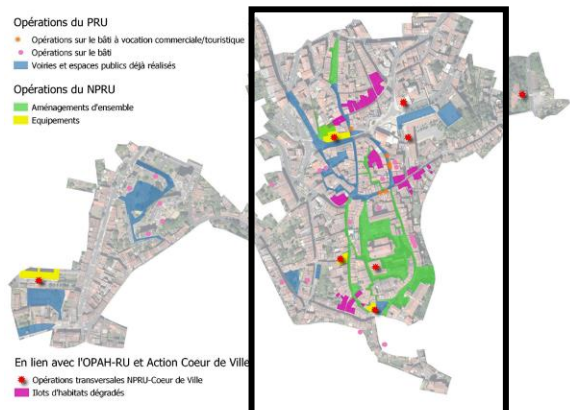 Opérations du PRU
Opérations sur le bâti à vocation commerciale/touristique
Opérations sur le bâti
Voiries et espaces publics déjà réalisés
Opérations du NPRU
Aménagements d'ensemble
Equipements
En lien avec l'OPAH-RU et Action Coeur de Ville
Opérations transversales NPRU-Coeur de Ville
Ilots d'habitats dégradés